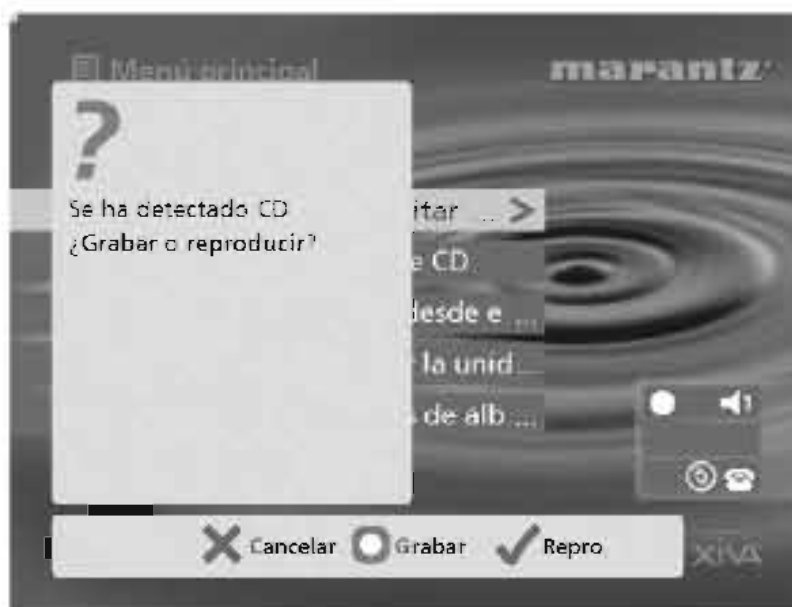 Menú principal
marantz
?
Se ha detectado CD
¿Grabar o reproducir?
itar ... >
e CD
desde e ...
r la unid...
s de alb ...
1
Cancelar Grabar Repro
xiva